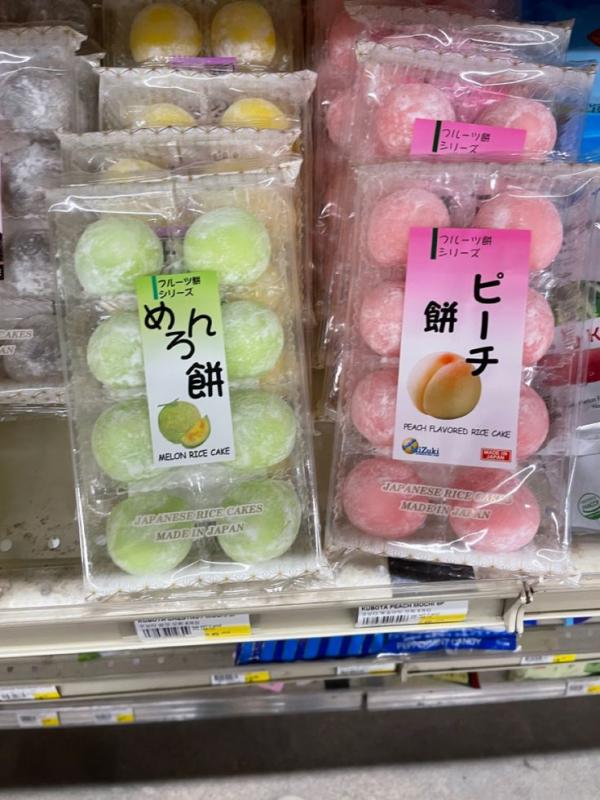 フルーツ餅
シリーズ
めろん
餅
MELON RICE CAKE
JAPANESE RICE CAKES
MADE IN JAPAN
フルーツ餅
シリーズ
フルーツ餅
シリーズ
ピーチ
餅
PEACH FLAVORED RICE CAKE
MADE IN
JAPAN
JAPANESE RICE CAKES
MADE IN JAPAN
CAKES
KUBOTA PEACH MOCHI 8P
PEPPERMINT CANDY